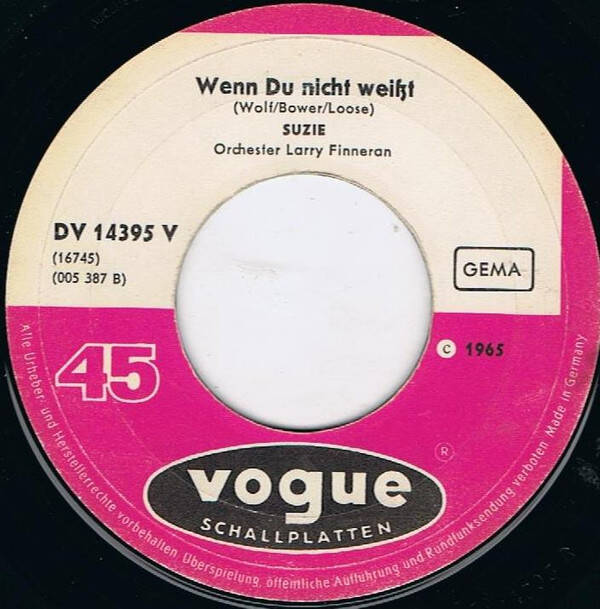 Wenn Du nicht weißt
(Wolf/Bower/Loose)
SUZIE
Orchester Larry Finneran
DV 14395 V
(16745)
(005 387 B)
GEMA
45
c 1965
®
vogue
SCHALLPLATTEN
Alle Urheber- und Herstellerrechte vorbehalten. Überspielung, öffentliche Aufführung und Rundfunksendung verboten. Made in Germany